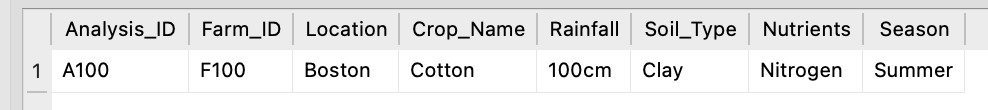 Analysis_ID Farm_ID Location Crop_Name Rainfall Soil_Type Nutrients Season
1 A100 F100 Boston Cotton 100cm Clay Nitrogen Summer